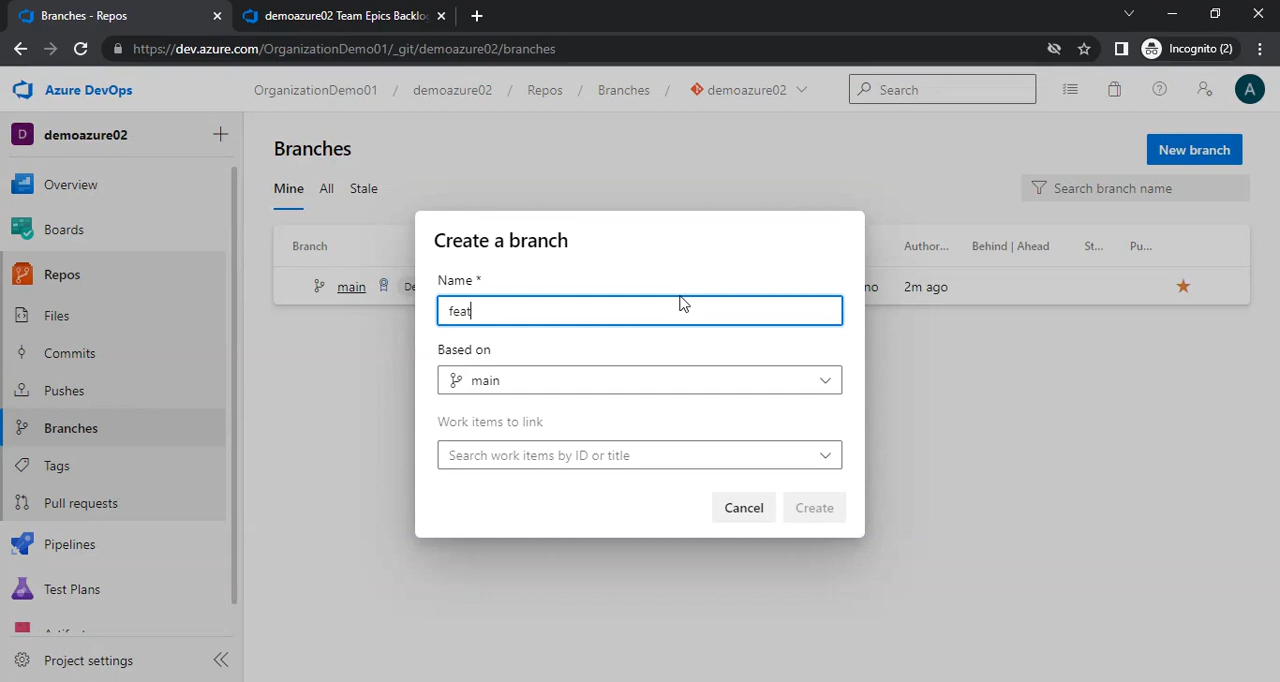 Branches - Repos
demoazure02 Team Epics Backlog
https://dev.azure.com/OrganizationDemo01/_git/demoazure02/branches
Incognito (2)
Azure DevOps
OrganizationDemo01 / demoazure02 / Repos / Branches / demoazure02
Search
A
D demoazure02
Overview
Boards
Repos
Files
Commits
Pushes
Branches
Tags
Pull requests
Pipelines
Test Plans
Project settings
Branches
New branch
Mine All Stale
Search branch name
Branch Author... Behind | Ahead St... Pu...
main De no 2m ago
Create a branch
Name *
feat
Based on
main
Work items to link
Search work items by ID or title
Cancel Create